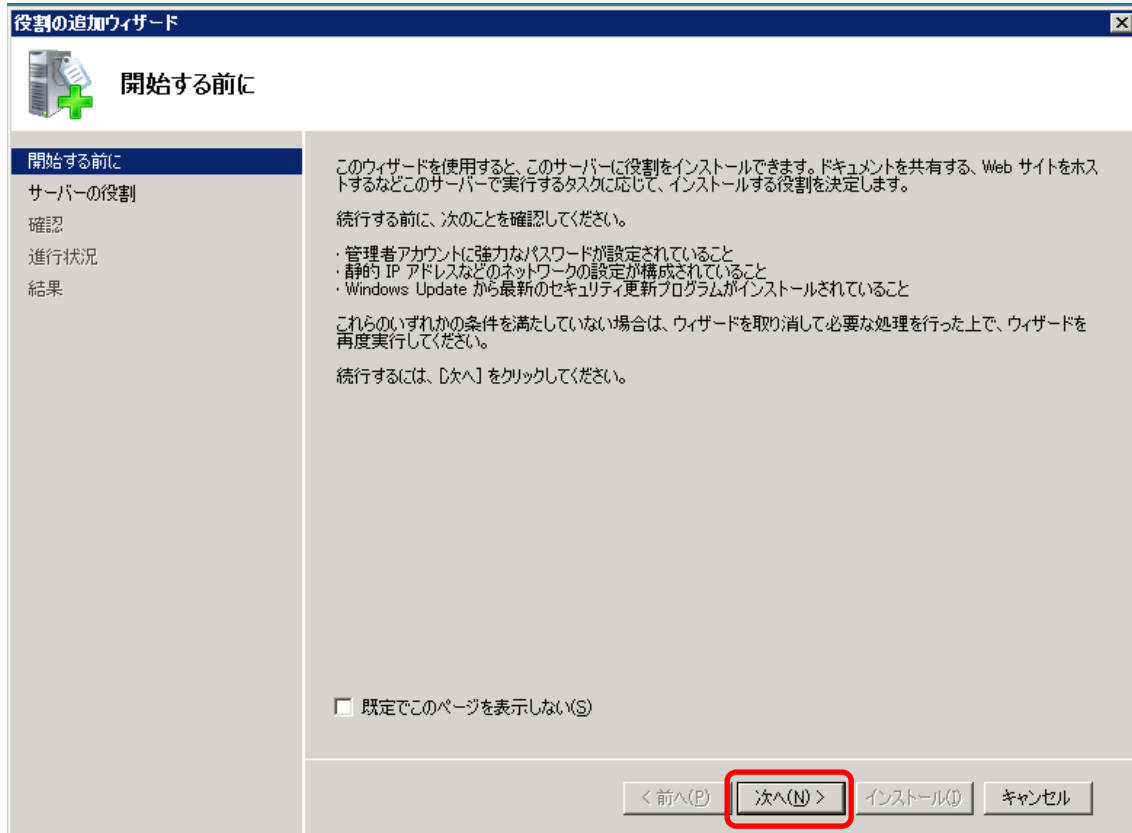 役割の追加ウィザード
開始する前に
開始する前に
サーバーの役割
確認
進行状況
結果
このウィザードを使用すると、このサーバーに役割をインストールできます。ドキュメントを共有する、Web サイトをホス
トするなどこのサーバーで実行するタスクに応じて、インストールする役割を決定します。
続行する前に、次のことを確認してください。
・管理者アカウントに強力なパスワードが設定されていること
・静的 IP アドレスなどのネットワークの設定が構成されていること
・Windows Update から最新のセキュリティ更新プログラムがインストールされていること
これらのいずれかの条件を満たしていない場合は、ウィザードを取り消して必要な処理を行った上で、ウィザードを
再度実行してください。
続行するには、[次へ] をクリックしてください。
既定でこのページを表示しない(S)
< 前へ(P) 次へ(N) > インストール(I) キャンセル